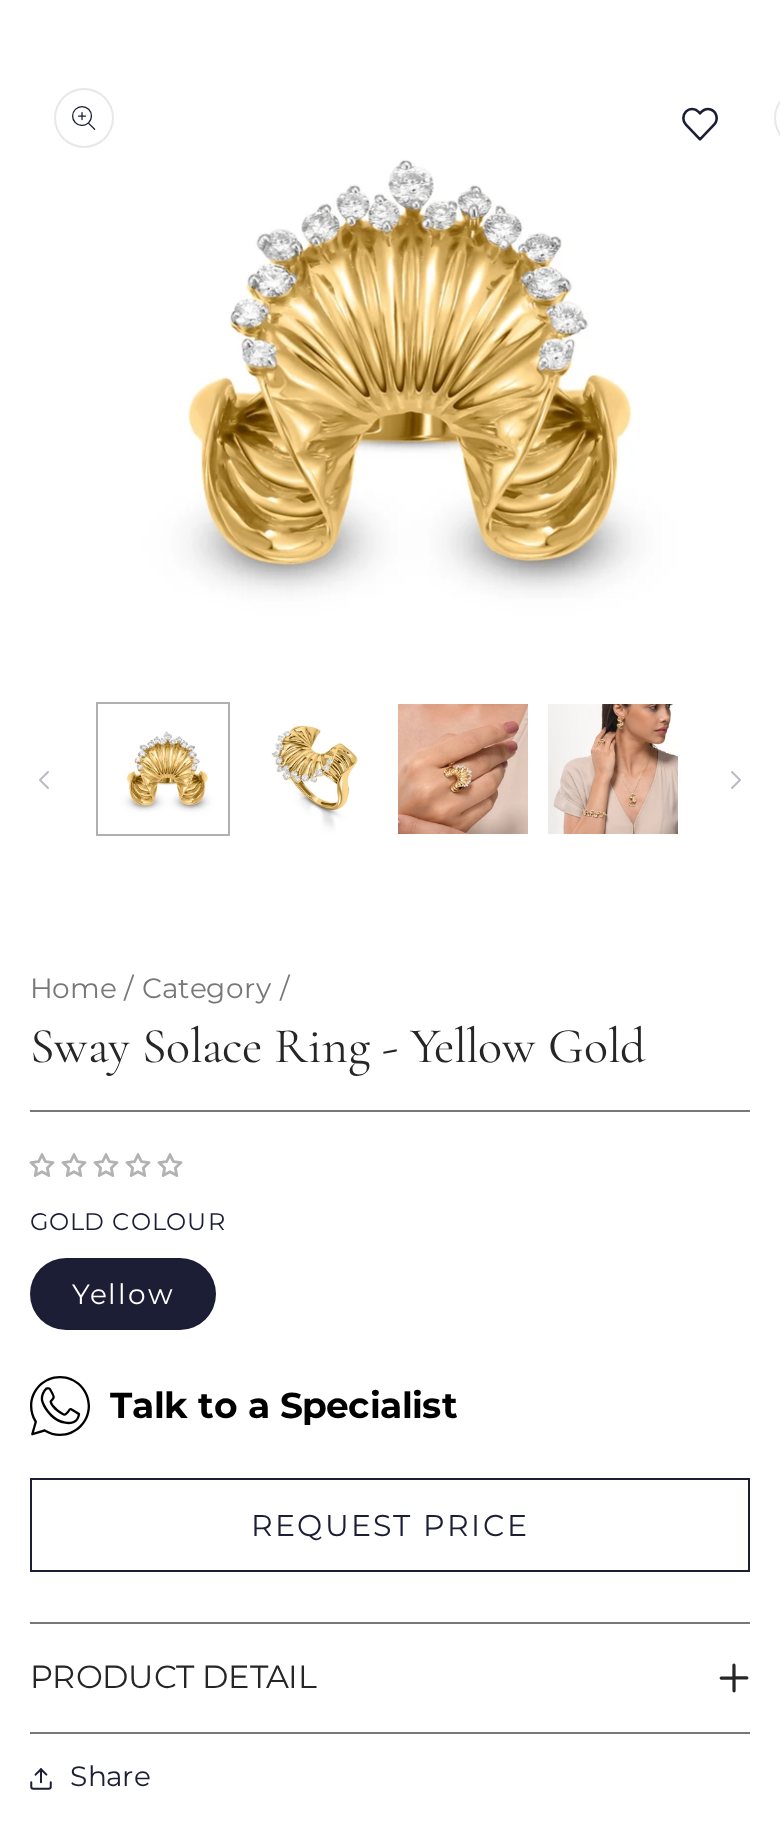 Home / Category /
Sway Solace Ring - Yellow Gold
GOLD COLOUR
Yellow
Talk to a Specialist
REQUEST PRICE
PRODUCT DETAIL
Share